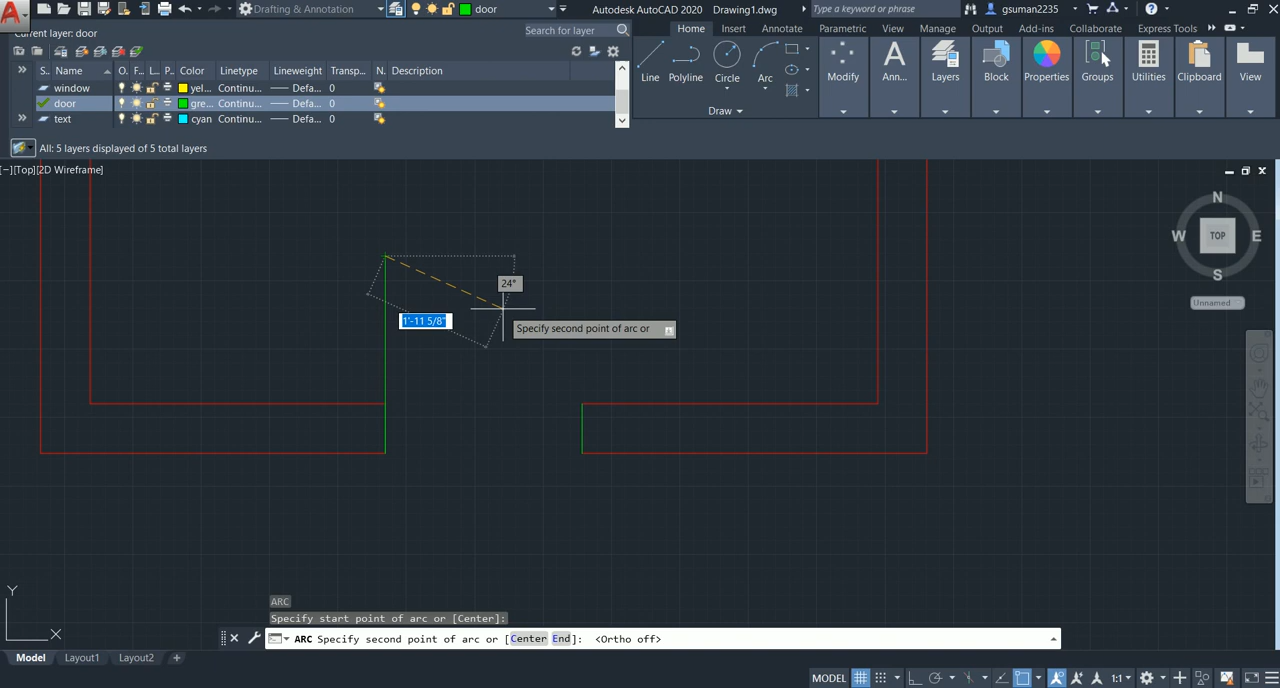 Drafting & Annotation
door
Autodesk AutoCAD 2020 Drawing1.dwg
Type a keyword or phrase
gsuman2235
Current layer: door
Search for layer
Home Insert Annotate Parametric View Manage Output Add-ins Collaborate Express Tools
S.. Name O. F.. L.. P.. Color Linetype Lineweight Transp... N. Description
window yel... Continu... Defa... 0
door gre... Continu... Defa... 0
text cyan Continu... Defa... 0
Line Polyline Circle Arc Modify Ann... Layers Block Properties Groups Utilities Clipboard View
Draw
All: 5 layers displayed of 5 total layers
[−][Top][2D Wireframe]
N
W TOP E
S
Unnamed
24°
1'-11 5/8"
Specify second point of arc or
Y
X
ARC
Specify start point of arc or [Center]:
ARC Specify second point of arc or [Center End]: <Ortho off>
Model Layout1 Layout2 +
MODEL 1:1